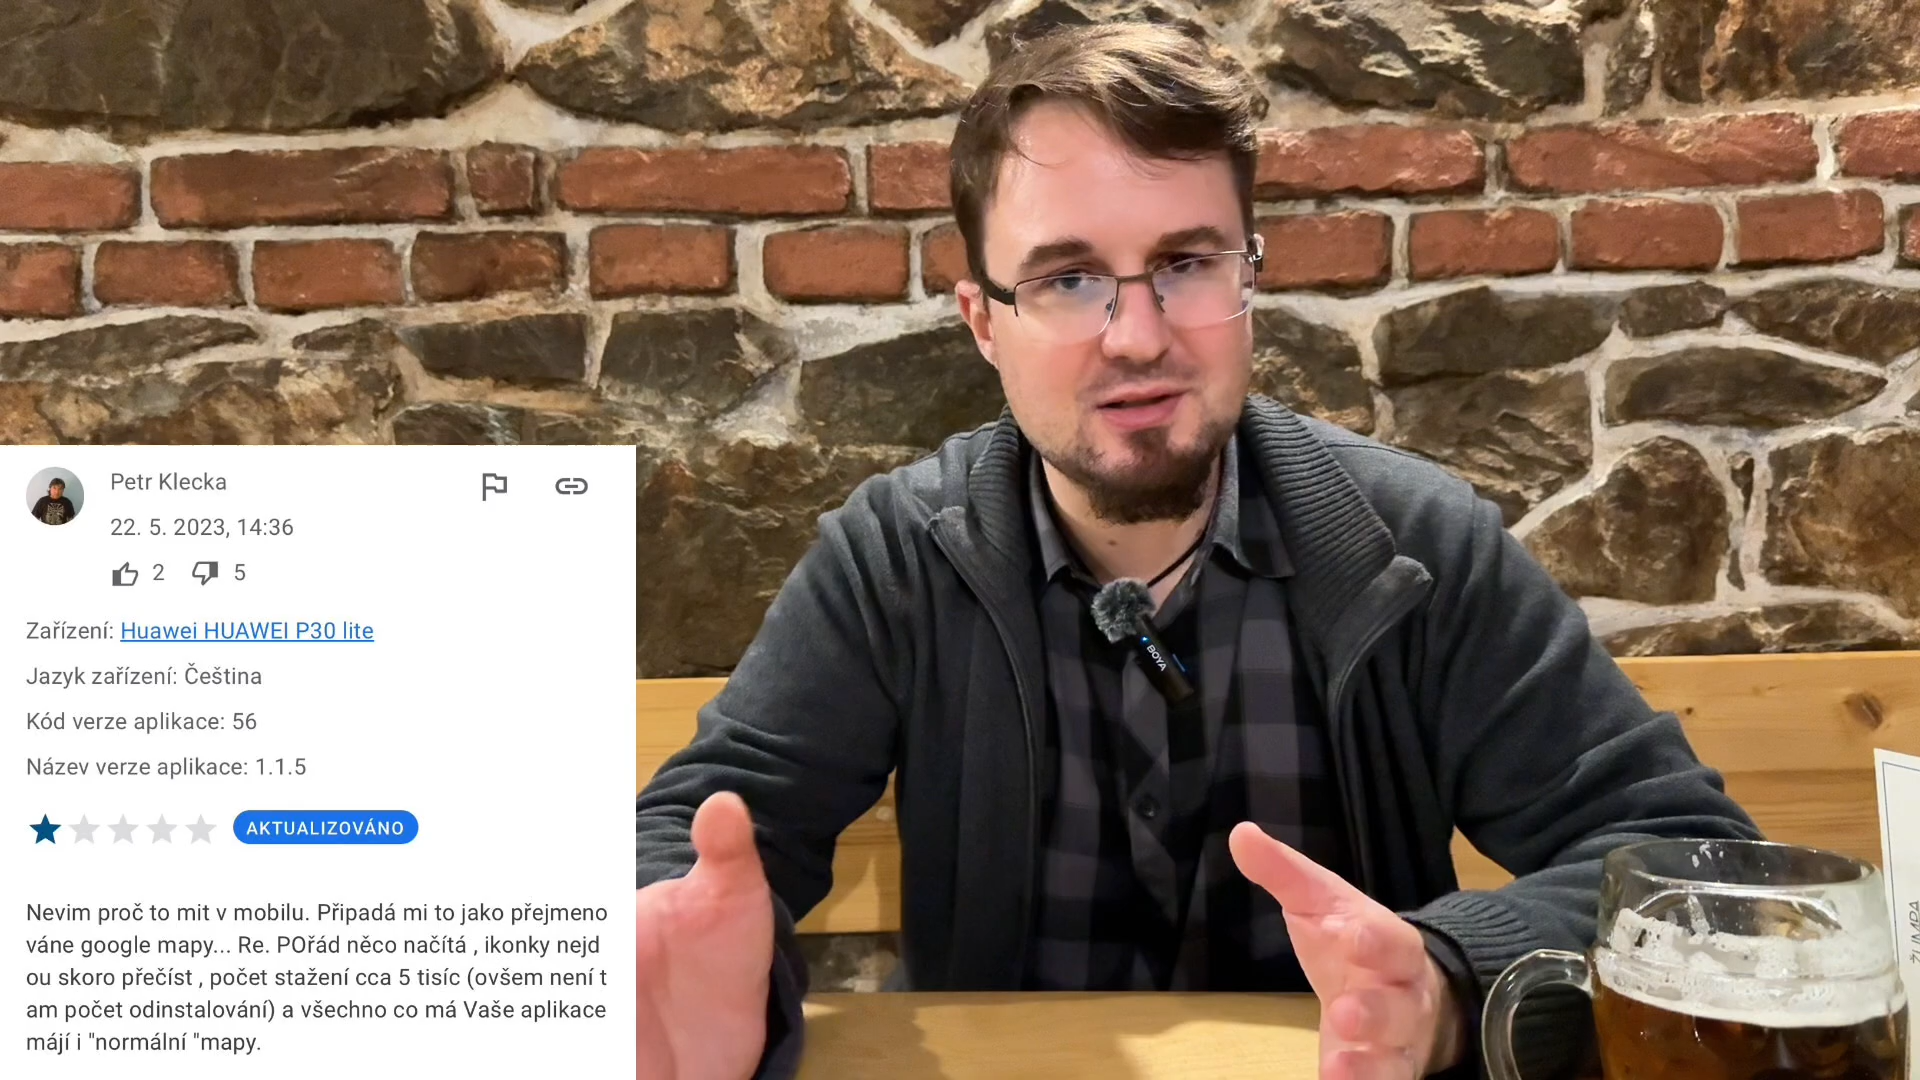 Petr Klecka
22. 5. 2023, 14:36
2 5
Zařízení: Huawei HUAWEI P30 lite
Jazyk zařízení: Čeština
Kód verze aplikace: 56
Název verze aplikace: 1.1.5
AKTUALIZOVÁNO
Nevim proč to mit v mobilu. Připadá mi to jako přejmeno
váne google mapy... Re. POřád něco načítá , ikonky nejd
ou skoro přečíst , počet stažení cca 5 tisíc (ovšem není t
am počet odinstalování) a všechno co má Vaše aplikace
májí i "normální "mapy.
BOYA
ŽUMPA